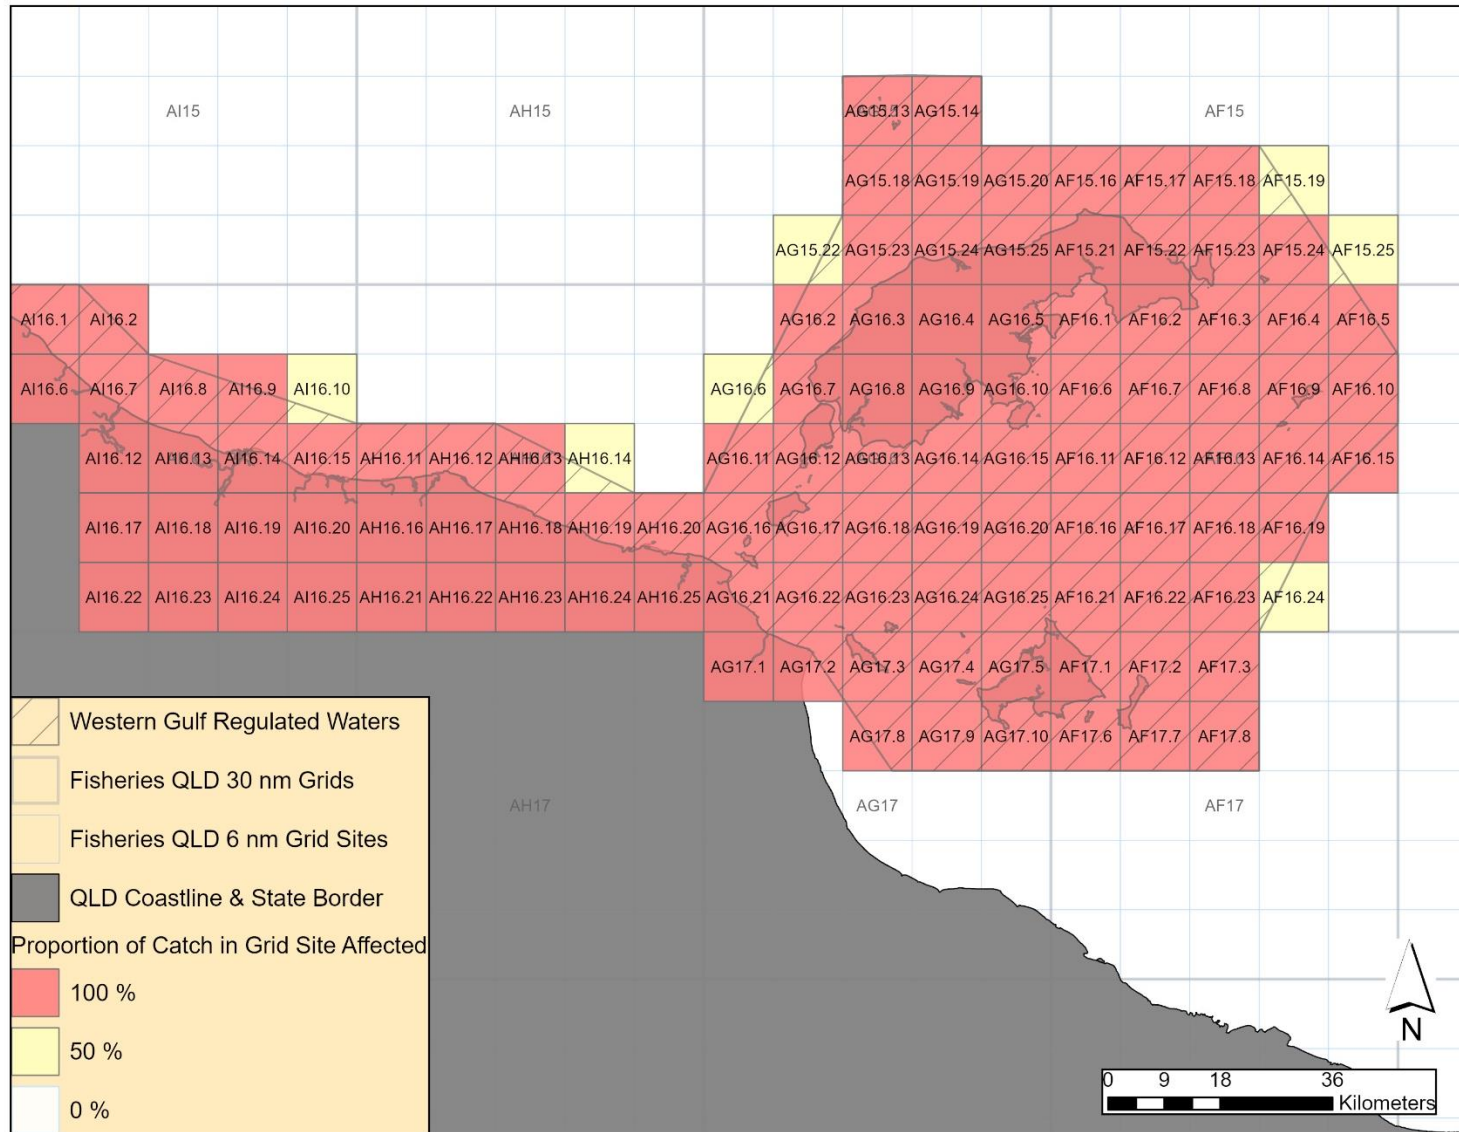 AI15 AH15 AG15 AF15
AG15.13 AG15.14
AG15.18 AG15.19 AG15.20 AF15.16 AF15.17 AF15.18 AF15.19
AG15.22 AG15.23 AG15.24 AG15.25 AF15.21 AF15.22 AF15.23 AF15.24 AF15.25
AI16.1 AI16.2 AG16.2 AG16.3 AG16.4 AG16.5 AF16.1 AF16.2 AF16.3 AF16.4 AF16.5
AI16.6 AI16.7 AI16.8 AI16.9 AI16.10 AG16.6 AG16.7 AG16.8 AG16.9 AG16.10 AF16.6 AF16.7 AF16.8 AF16.9 AF16.10
AI16.12 AI16.13 AI16.14 AI16.15 AH16.11 AH16.12 AH16.13 AH16.14 AG16.11 AG16.12 AG16.13 AG16.14 AG16.15 AF16.11 AF16.12 AF16.13 AF16.14 AF16.15
AI16.17 AI16.18 AI16.19 AI16.20 AH16.16 AH16.17 AH16.18 AH16.19 AH16.20 AG16.16 AG16.17 AG16.18 AG16.19 AG16.20 AF16.16 AF16.17 AF16.18 AF16.19
AI16.22 AI16.23 AI16.24 AI16.25 AH16.21 AH16.22 AH16.23 AH16.24 AH16.25 AG16.21 AG16.22 AG16.23 AG16.24 AG16.25 AF16.21 AF16.22 AF16.23 AF16.24
AG17.1 AG17.2 AG17.3 AG17.4 AG17.5 AF17.1 AF17.2 AF17.3
AG17.8 AG17.9 AG17.10 AF17.6 AF17.7 AF17.8
AH17 AG17 AF17
Western Gulf Regulated Waters
Fisheries QLD 30 nm Grids
Fisheries QLD 6 nm Grid Sites
QLD Coastline & State Border
Proportion of Catch in Grid Site Affected
100 %
50 %
0 %
N
0 9 18 36
Kilometers